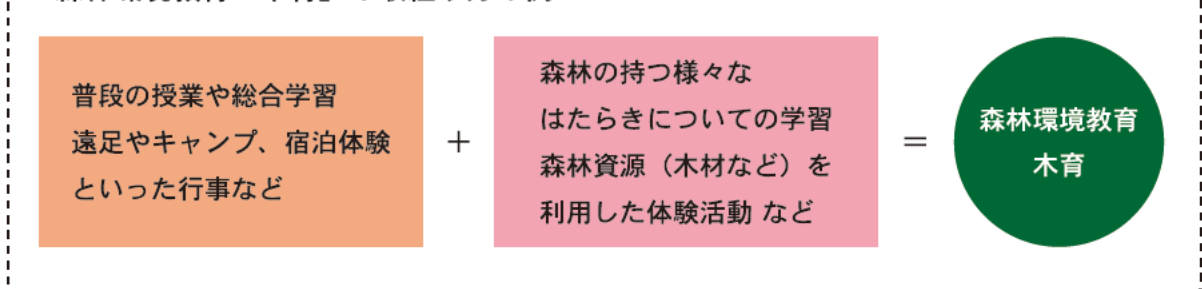 普段の授業や総合学習
遠足やキャンプ、宿泊体験
といった行事など
+
森林の持つ様々な
はたらきについての学習
森林資源（木材など）を
利用した体験活動 など
=
森林環境教育
木育